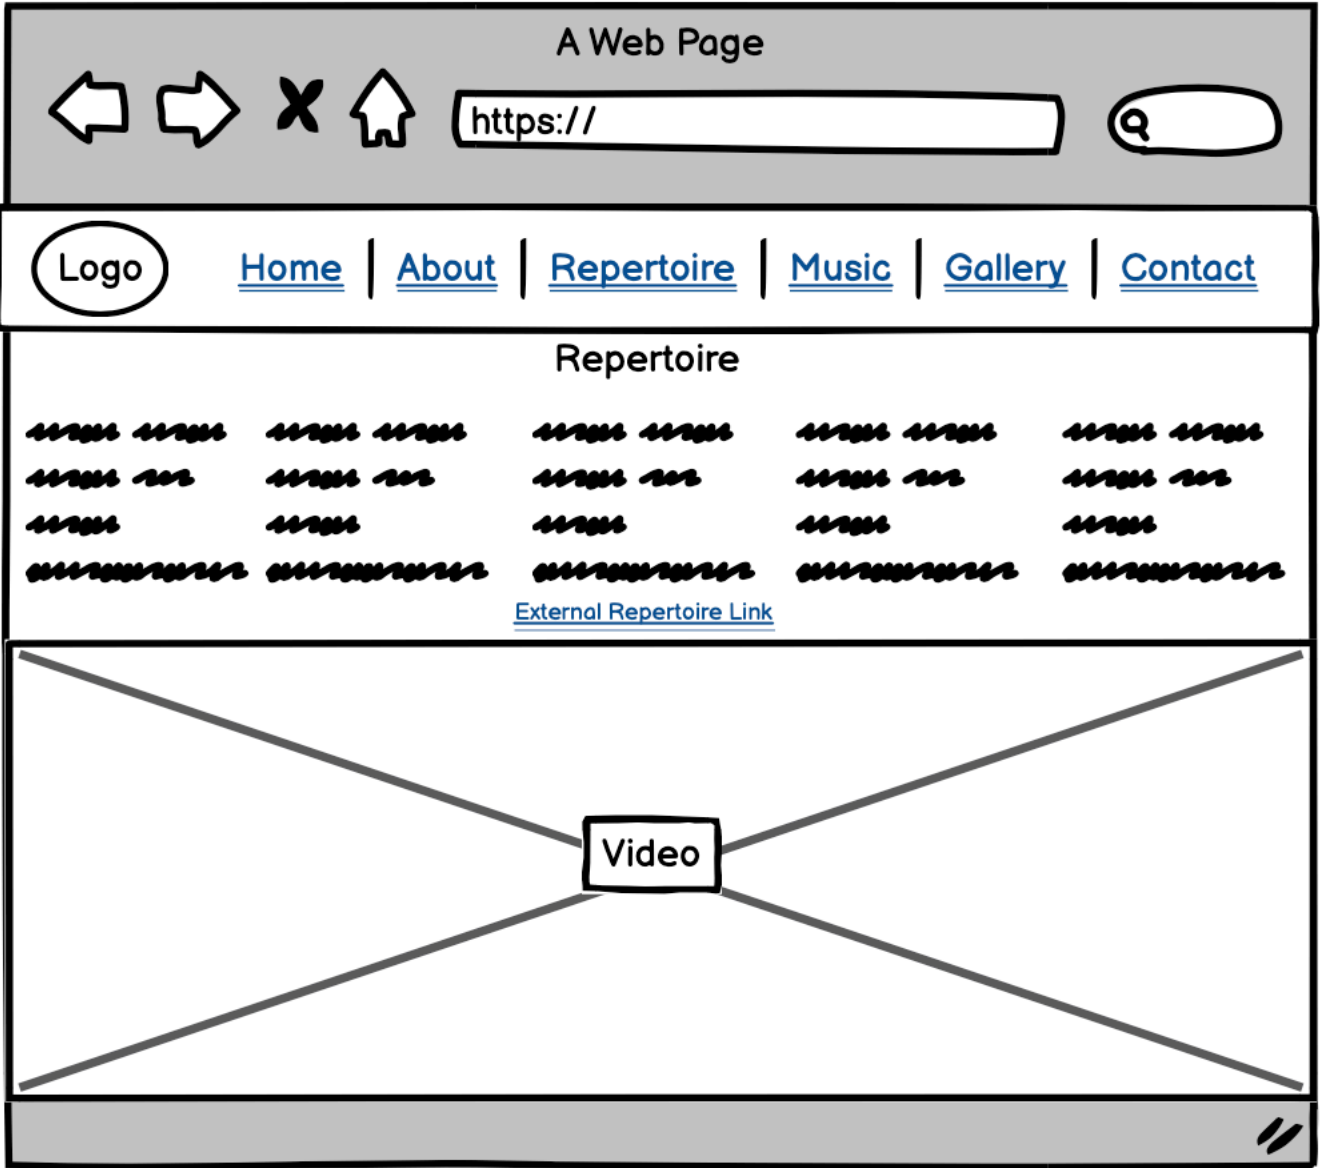 A Web Page
https://
Logo
Home | About | Repertoire | Music | Gallery | Contact
Repertoire
External Repertoire Link
Video